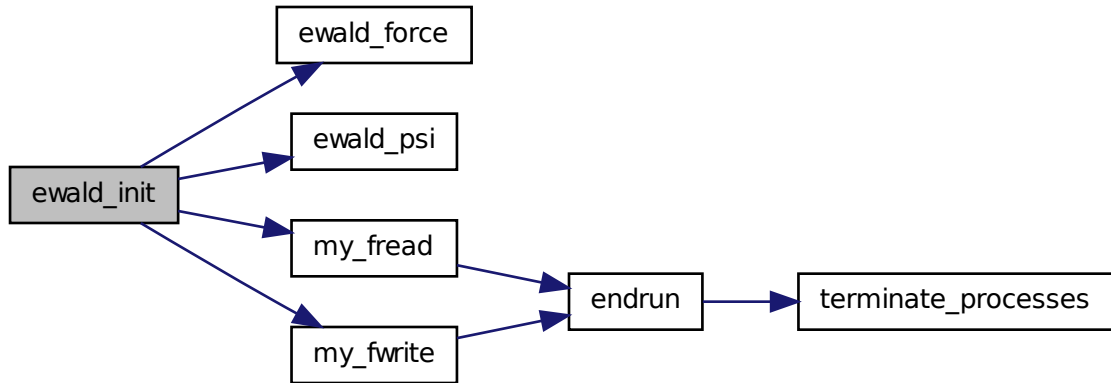 ewald_force
ewald_psi
ewald_init
my_fread
endrun
terminate_processes
my_fwrite